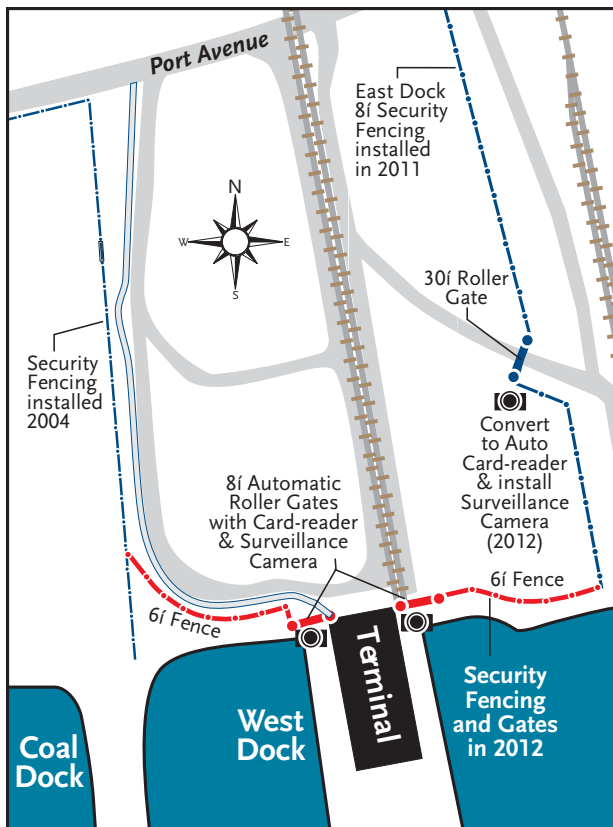 Port Avenue
East Dock
8í Security
Fencing
installed
in 2011
N
W
E
S
30í Roller
Gate
Security
Fencing
installed
2004
Convert
to Auto
Card-reader
& install
Surveillance
Camera
(2012)
8í Automatic
Roller Gates
with Card-reader
& Surveillance
Camera
6í Fence
6í Fence
Terminal
Security
Fencing
and Gates
in 2012
West
Dock
Coal
Dock